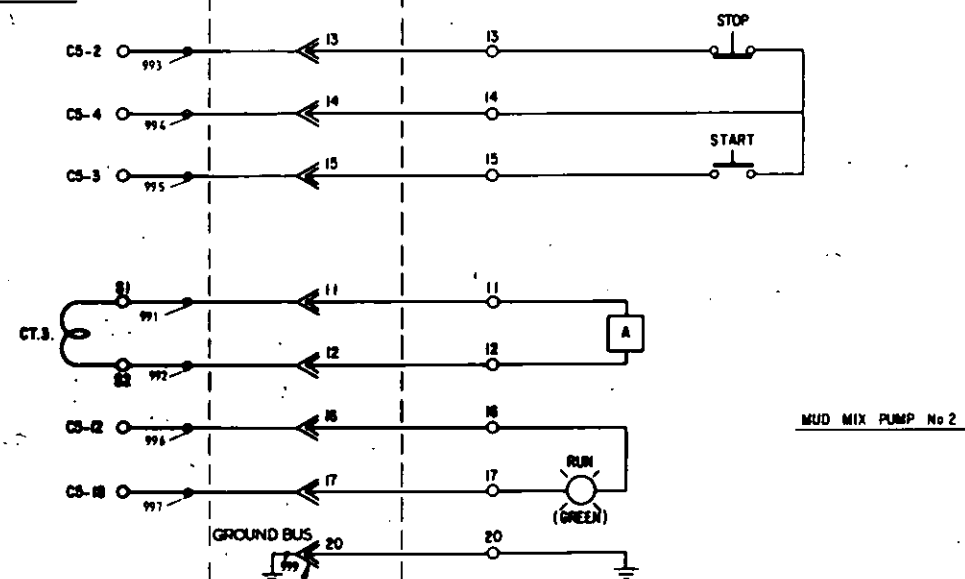 STOP
C5-2 993 13 13
C5-4 994 14 14
START
C5-3 995 15 15
S1 991 11 11
CT.3. A
S2 992 12 12
C5-12 996 16 16
MUD MIX PUMP No 2
RUN
C5-18 997 17 17
(GREEN)
GROUND BUS
999 20 20